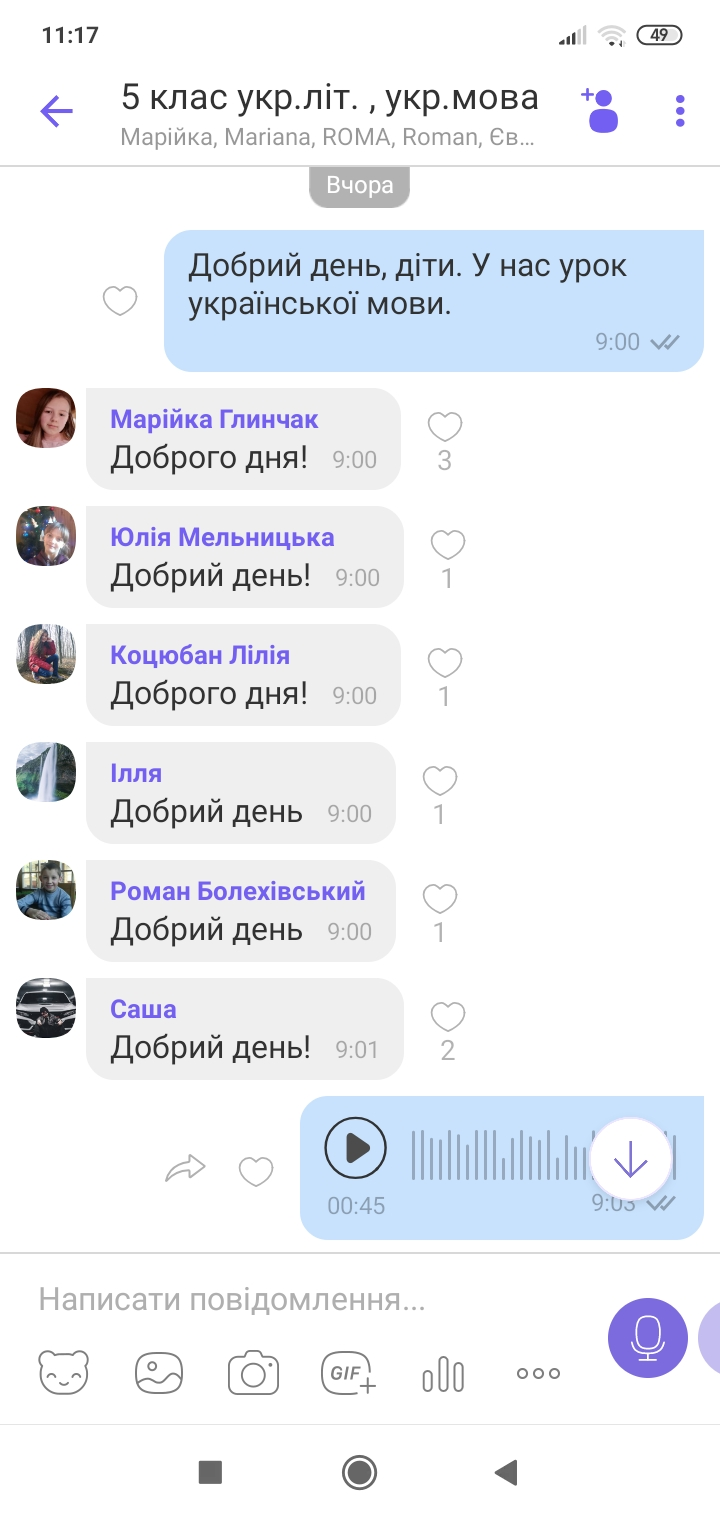 11:17
49
5 клас укр.літ. , укр.мова
Марійка, Mariana, ROMA, Roman, Єв...
Вчора
Добрий день, діти. У нас урок
української мови.
9:00
Марійка Глинчак
Доброго дня! 9:00
3
Юлія Мельницька
Добрий день! 9:00
1
Коцюбан Лілія
Доброго дня! 9:00
1
Ілля
Добрий день 9:00
1
Роман Болехівський
Добрий день 9:00
1
Саша
Добрий день! 9:01
2
00:45
9:03
Написати повідомлення...
GIF